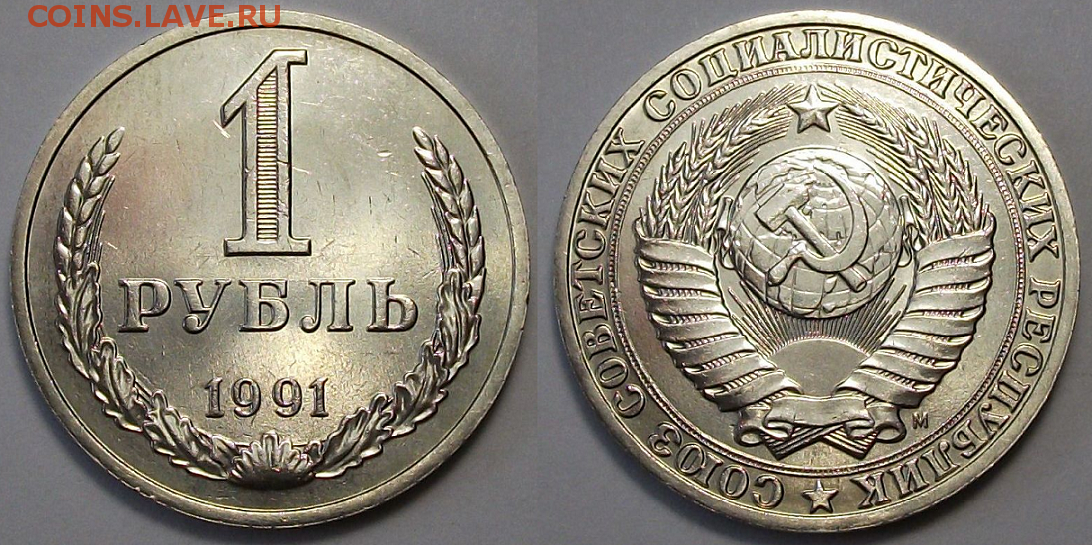 COINS.LAVE.RU
1
РУБЛЬ
1991
СОЮЗ СОВЕТСКИХ СОЦИАЛИСТИЧЕСКИХ РЕСПУБЛИК
М